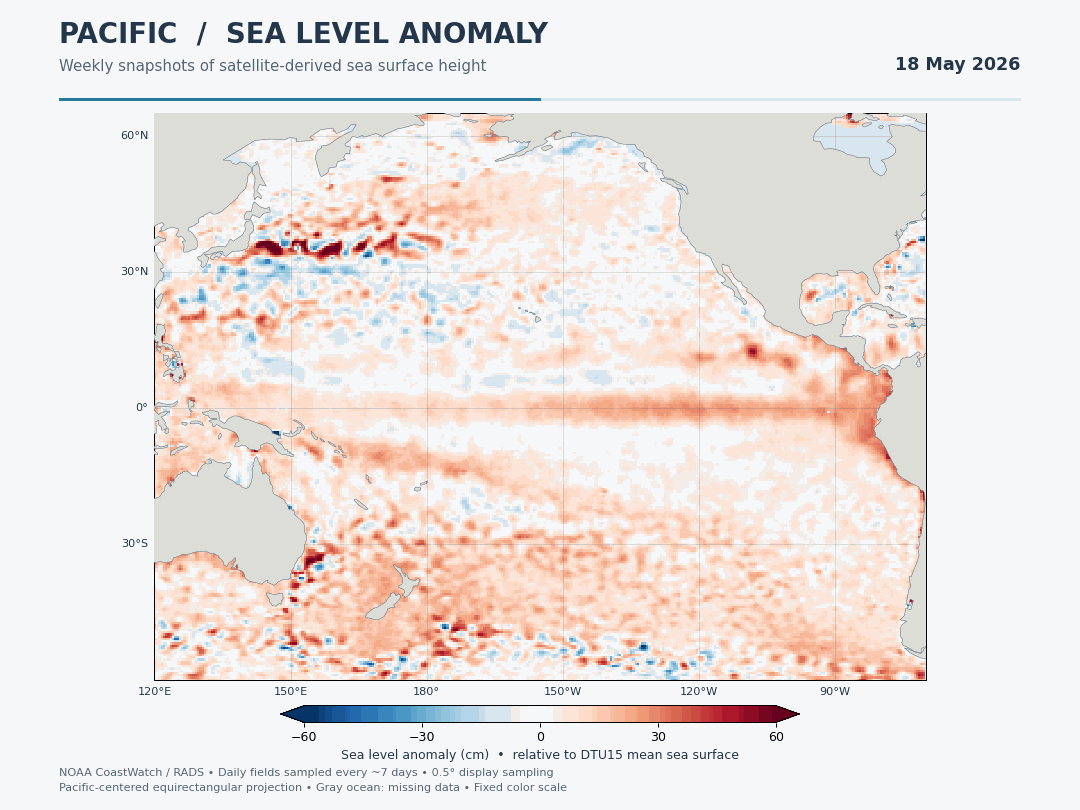 PACIFIC / SEA LEVEL ANOMALY
Weekly snapshots of satellite-derived sea surface height
18 May 2026
60°N
30°N
0°
30°S
120°E 150°E 180° 150°W 120°W 90°W
−60 −30 0 30 60
Sea level anomaly (cm) • relative to DTU15 mean sea surface
NOAA CoastWatch / RADS • Daily fields sampled every ~7 days • 0.5° display sampling
Pacific-centered equirectangular projection • Gray ocean: missing data • Fixed color scale